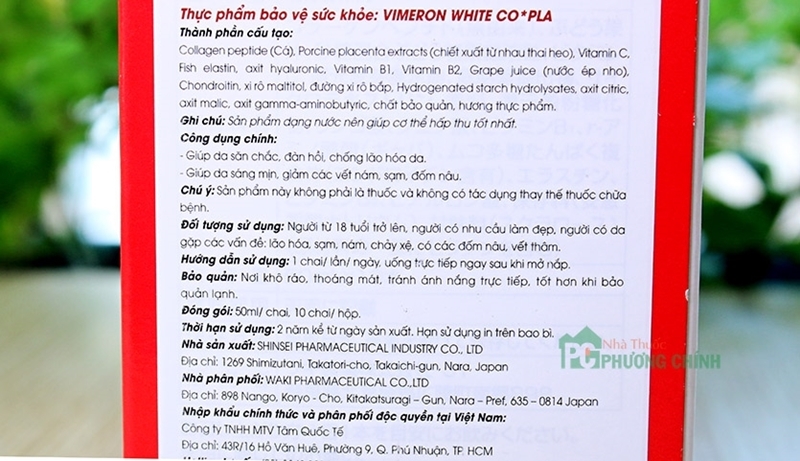 Thực phẩm bảo vệ sức khỏe: VIMERON WHITE CO*PLA
Thành phần cấu tạo:
Collagen peptide (Cá), Porcine placenta extracts (chiết xuất từ nhau thai heo), Vitamin C,
Fish elastin, axit hyaluronic, Vitamin B1, Vitamin B2, Grape juice (nước ép nho),
Chondroitin, xi rô maltitol, đường xi rô bắp, Hydrogenated starch hydrolysates, axit citric,
axit malic, axit gamma-aminobutyric, chất bảo quản, hương thực phẩm.
Ghi chú: Sản phẩm dạng nước nên giúp cơ thể hấp thu tốt nhất.
Công dụng chính:
- Giúp da săn chắc, đàn hồi, chống lão hóa da.
- Giúp da sáng mịn, giảm các vết nám, sạm, đốm nâu.
Chú ý: Sản phẩm này không phải là thuốc và không có tác dụng thay thế thuốc chữa
bệnh.
Đối tượng sử dụng: Người từ 18 tuổi trở lên, người có nhu cầu làm đẹp, người có da
gặp các vấn đề: lão hóa, sạm, nám, chảy xệ, có các đốm nâu, vết thâm.
Hướng dẫn sử dụng: 1 chai/ lần/ ngày, uống trực tiếp ngay sau khi mở nắp.
Bảo quản: Nơi khô ráo, thoáng mát, tránh ánh nắng trực tiếp, tốt hơn khi bảo
quản lạnh.
Đóng gói: 50ml/ chai, 10 chai/ hộp.
Thời hạn sử dụng: 2 năm kể từ ngày sản xuất. Hạn sử dụng in trên bao bì.
Nhà sản xuất: SHINSEI PHARMACEUTICAL INDUSTRY CO., LTD
Địa chỉ: 1269 Shimizutani, Takatori-cho, Takaichi-gun, Nara, Japan
Nhà phân phối: WAKI PHARMACEUTICAL CO.,LTD
Địa chỉ: 898 Nango, Koryo - Cho, Kitakatsuragi – Gun, Nara – Pref, 635 – 0814 Japan
Nhập khẩu chính thức và phân phối độc quyền tại Việt Nam:
Công ty TNHH MTV Tâm Quốc Tế
Địa chỉ: 43R/16 Hồ Văn Huê, Phường 9, Q. Phú Nhuận, TP. HCM
Nhà Thuốc
PC
PHƯƠNG CHINH